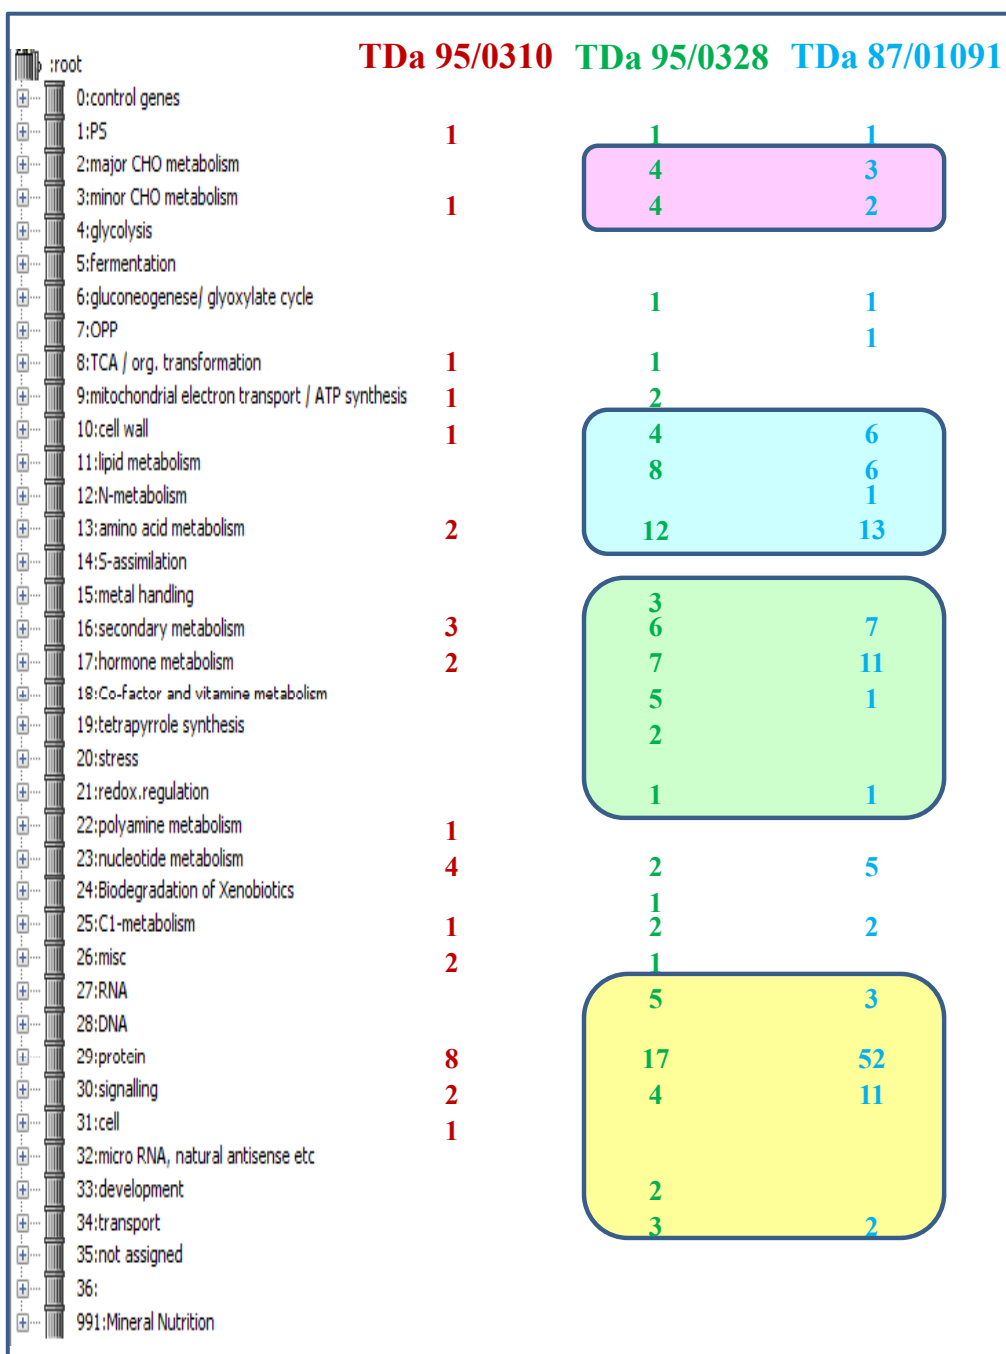 :root TDa 95/0310 TDa 95/0328 TDa 87/01091
0:control genes
1:PS 1 1 1
2:major CHO metabolism 4 3
3:minor CHO metabolism 1 4 2
4:glycolysis
5:fermentation
6:gluconeogenese/ glyoxylate cycle 1 1
7:OPP 1
8:TCA / org. transformation 1 1
9:mitochondrial electron transport / ATP synthesis 1 2
10:cell wall 1 4 6
11:lipid metabolism 8 6
12:N-metabolism 1
13:amino acid metabolism 2 12 13
14:S-assimilation
15:metal handling 3
16:secondary metabolism 3 6 7
17:hormone metabolism 2 7 11
18:Co-factor and vitamine metabolism 5 1
19:tetrapyrrole synthesis 2
20:stress
21:redox.regulation 1 1
22:polyamine metabolism 1
23:nucleotide metabolism 4 2 5
24:Biodegradation of Xenobiotics 1
25:C1-metabolism 1 2 2
26:misc 2 1
27:RNA 5 3
28:DNA
29:protein 8 17 52
30:signalling 2 4 11
31:cell 1
32:micro RNA, natural antisense etc
33:development 2
34:transport 3 2
35:not assigned
36:
991:Mineral Nutrition